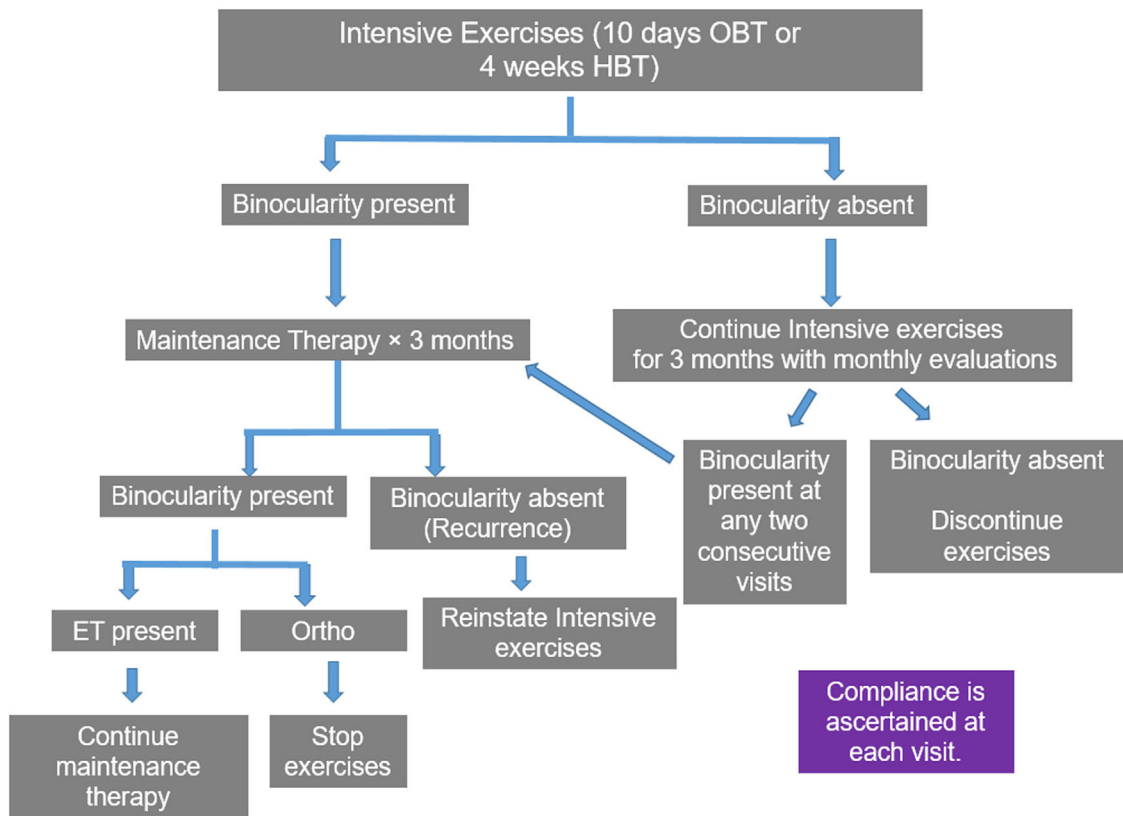 Intensive Exercises (10 days OBT or
4 weeks HBT)
Binocularity present
Binocularity absent
Maintenance Therapy × 3 months
Continue Intensive exercises
for 3 months with monthly evaluations
Binocularity present
Binocularity absent
(Recurrence)
Binocularity
present at
any two
consecutive
visits
Binocularity absent
Discontinue
exercises
ET present
Ortho
Reinstate Intensive
exercises
Continue
maintenance
therapy
Stop
exercises
Compliance is
ascertained at
each visit.